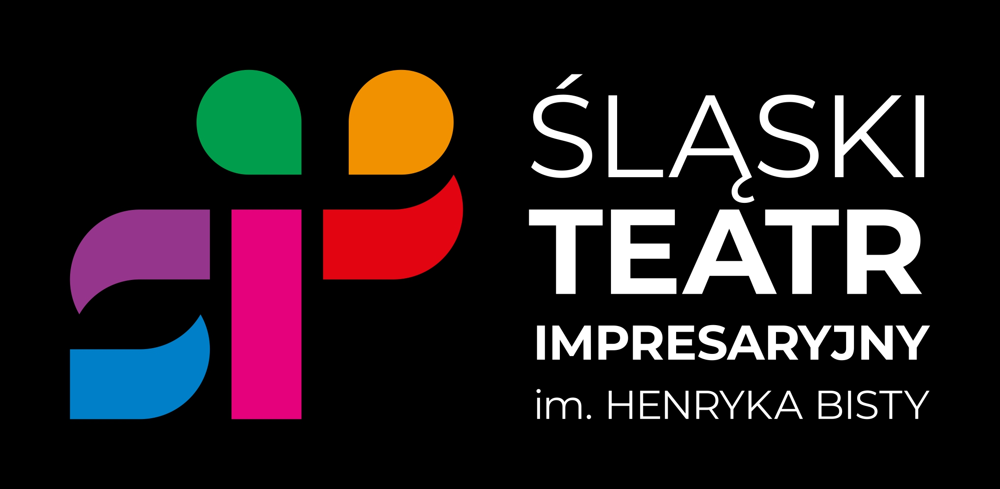 ŚLĄSKI
TEATR
IMPRESARYJNY
im. HENRYKA BISTY